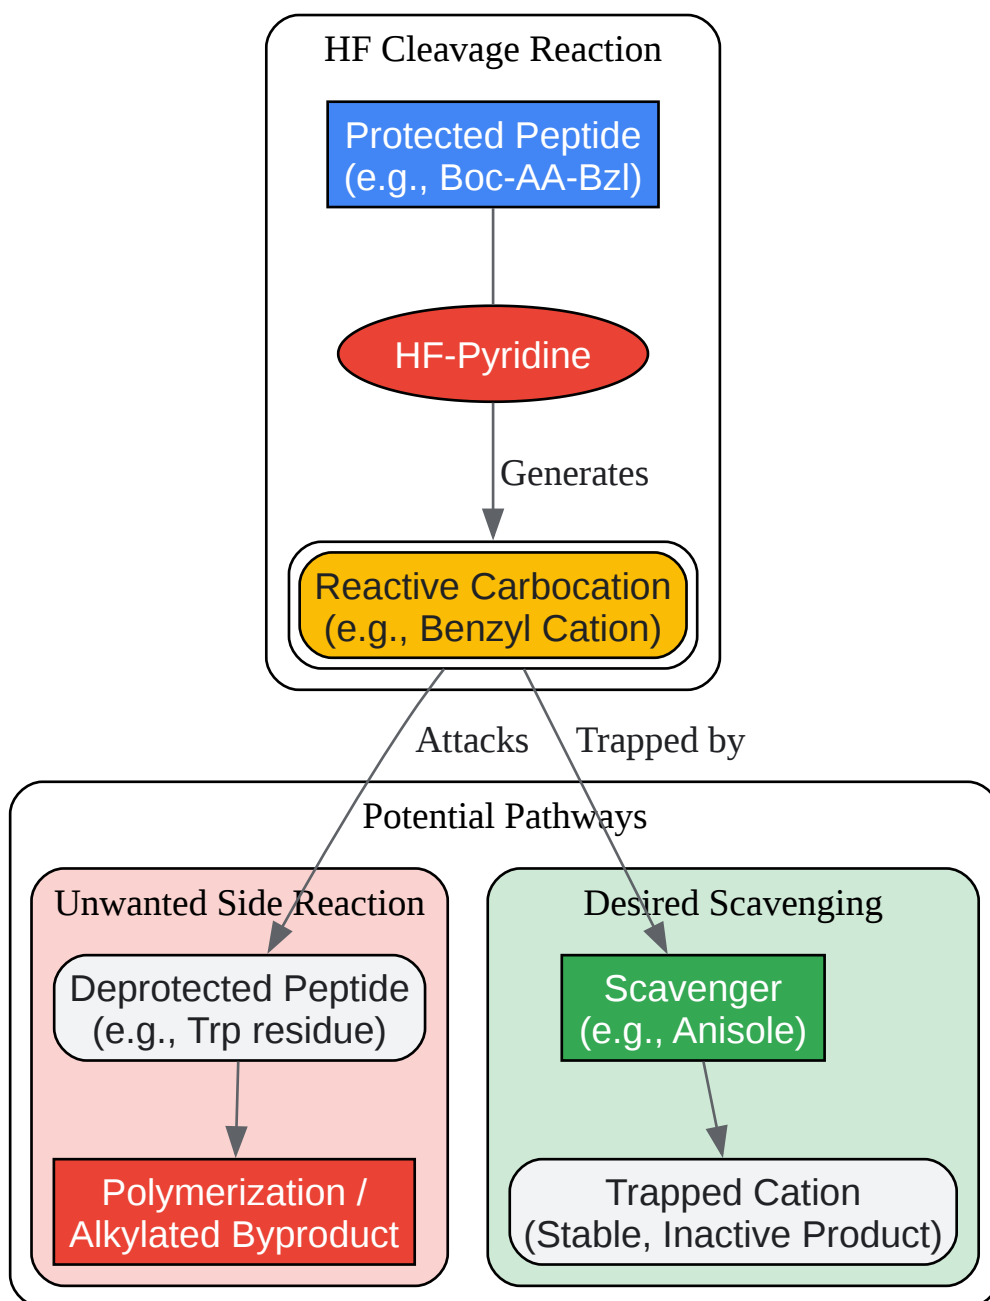 HF Cleavage Reaction
Protected Peptide
(e.g., Boc-AA-Bzl)
HF-Pyridine
Generates
Reactive Carbocation
(e.g., Benzyl Cation)
Attacks
Trapped by
Potential Pathways
Unwanted Side Reaction
Deprotected Peptide
(e.g., Trp residue)
Polymerization /
Alkylated Byproduct
Desired Scavenging
Scavenger
(e.g., Anisole)
Trapped Cation
(Stable, Inactive Product)